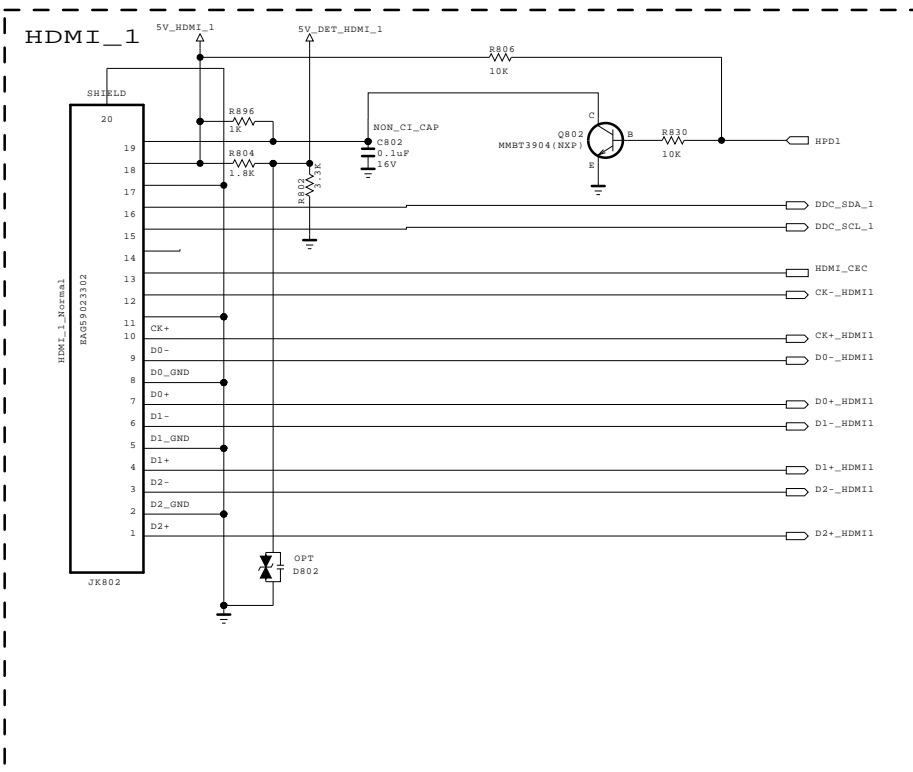 HDMI_1
5V_HDMI_1
5V_DET_HDMI_1
R806
10K
SHIELD
20
R896
1K
NON_CI_CAP
C802
0.1uF
16V
R804
1.8K
R802
3.3K
C
Q802
MMBT3904(NXP)
B
E
R830
10K
HPD1
19
18
17
16
DDC_SDA_1
15
DDC_SCL_1
14
13
HDMI_CEC
12
CK-_HDMI1
11
10
CK+
CK+_HDMI1
9
D0-
D0-_HDMI1
8
D0_GND
7
D0+
D0+_HDMI1
6
D1-
D1-_HDMI1
5
D1_GND
4
D1+
D1+_HDMI1
3
D2-
D2-_HDMI1
2
D2_GND
1
D2+
D2+_HDMI1
HDMI_1_Normal
EAG59023302
JK802
OPT
D802